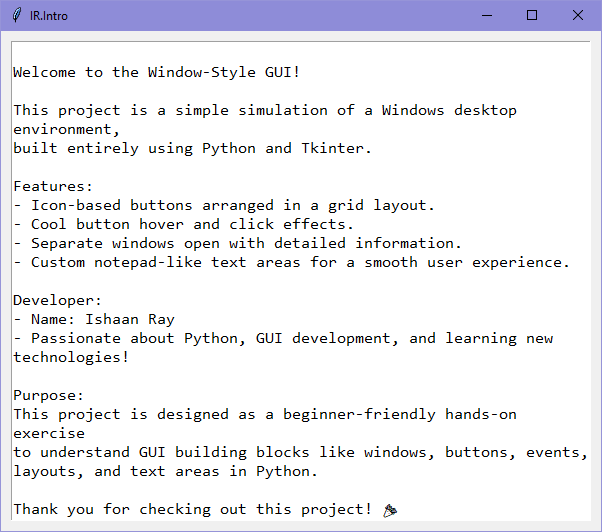 IR.Intro
Welcome to the Window-Style GUI!
This project is a simple simulation of a Windows desktop
environment,
built entirely using Python and Tkinter.
Features:
- Icon-based buttons arranged in a grid layout.
- Cool button hover and click effects.
- Separate windows open with detailed information.
- Custom notepad-like text areas for a smooth user experience.
Developer:
- Name: Ishaan Ray
- Passionate about Python, GUI development, and learning new
technologies!
Purpose:
This project is designed as a beginner-friendly hands-on
exercise
to understand GUI building blocks like windows, buttons, events,
layouts, and text areas in Python.
Thank you for checking out this project! 🎉